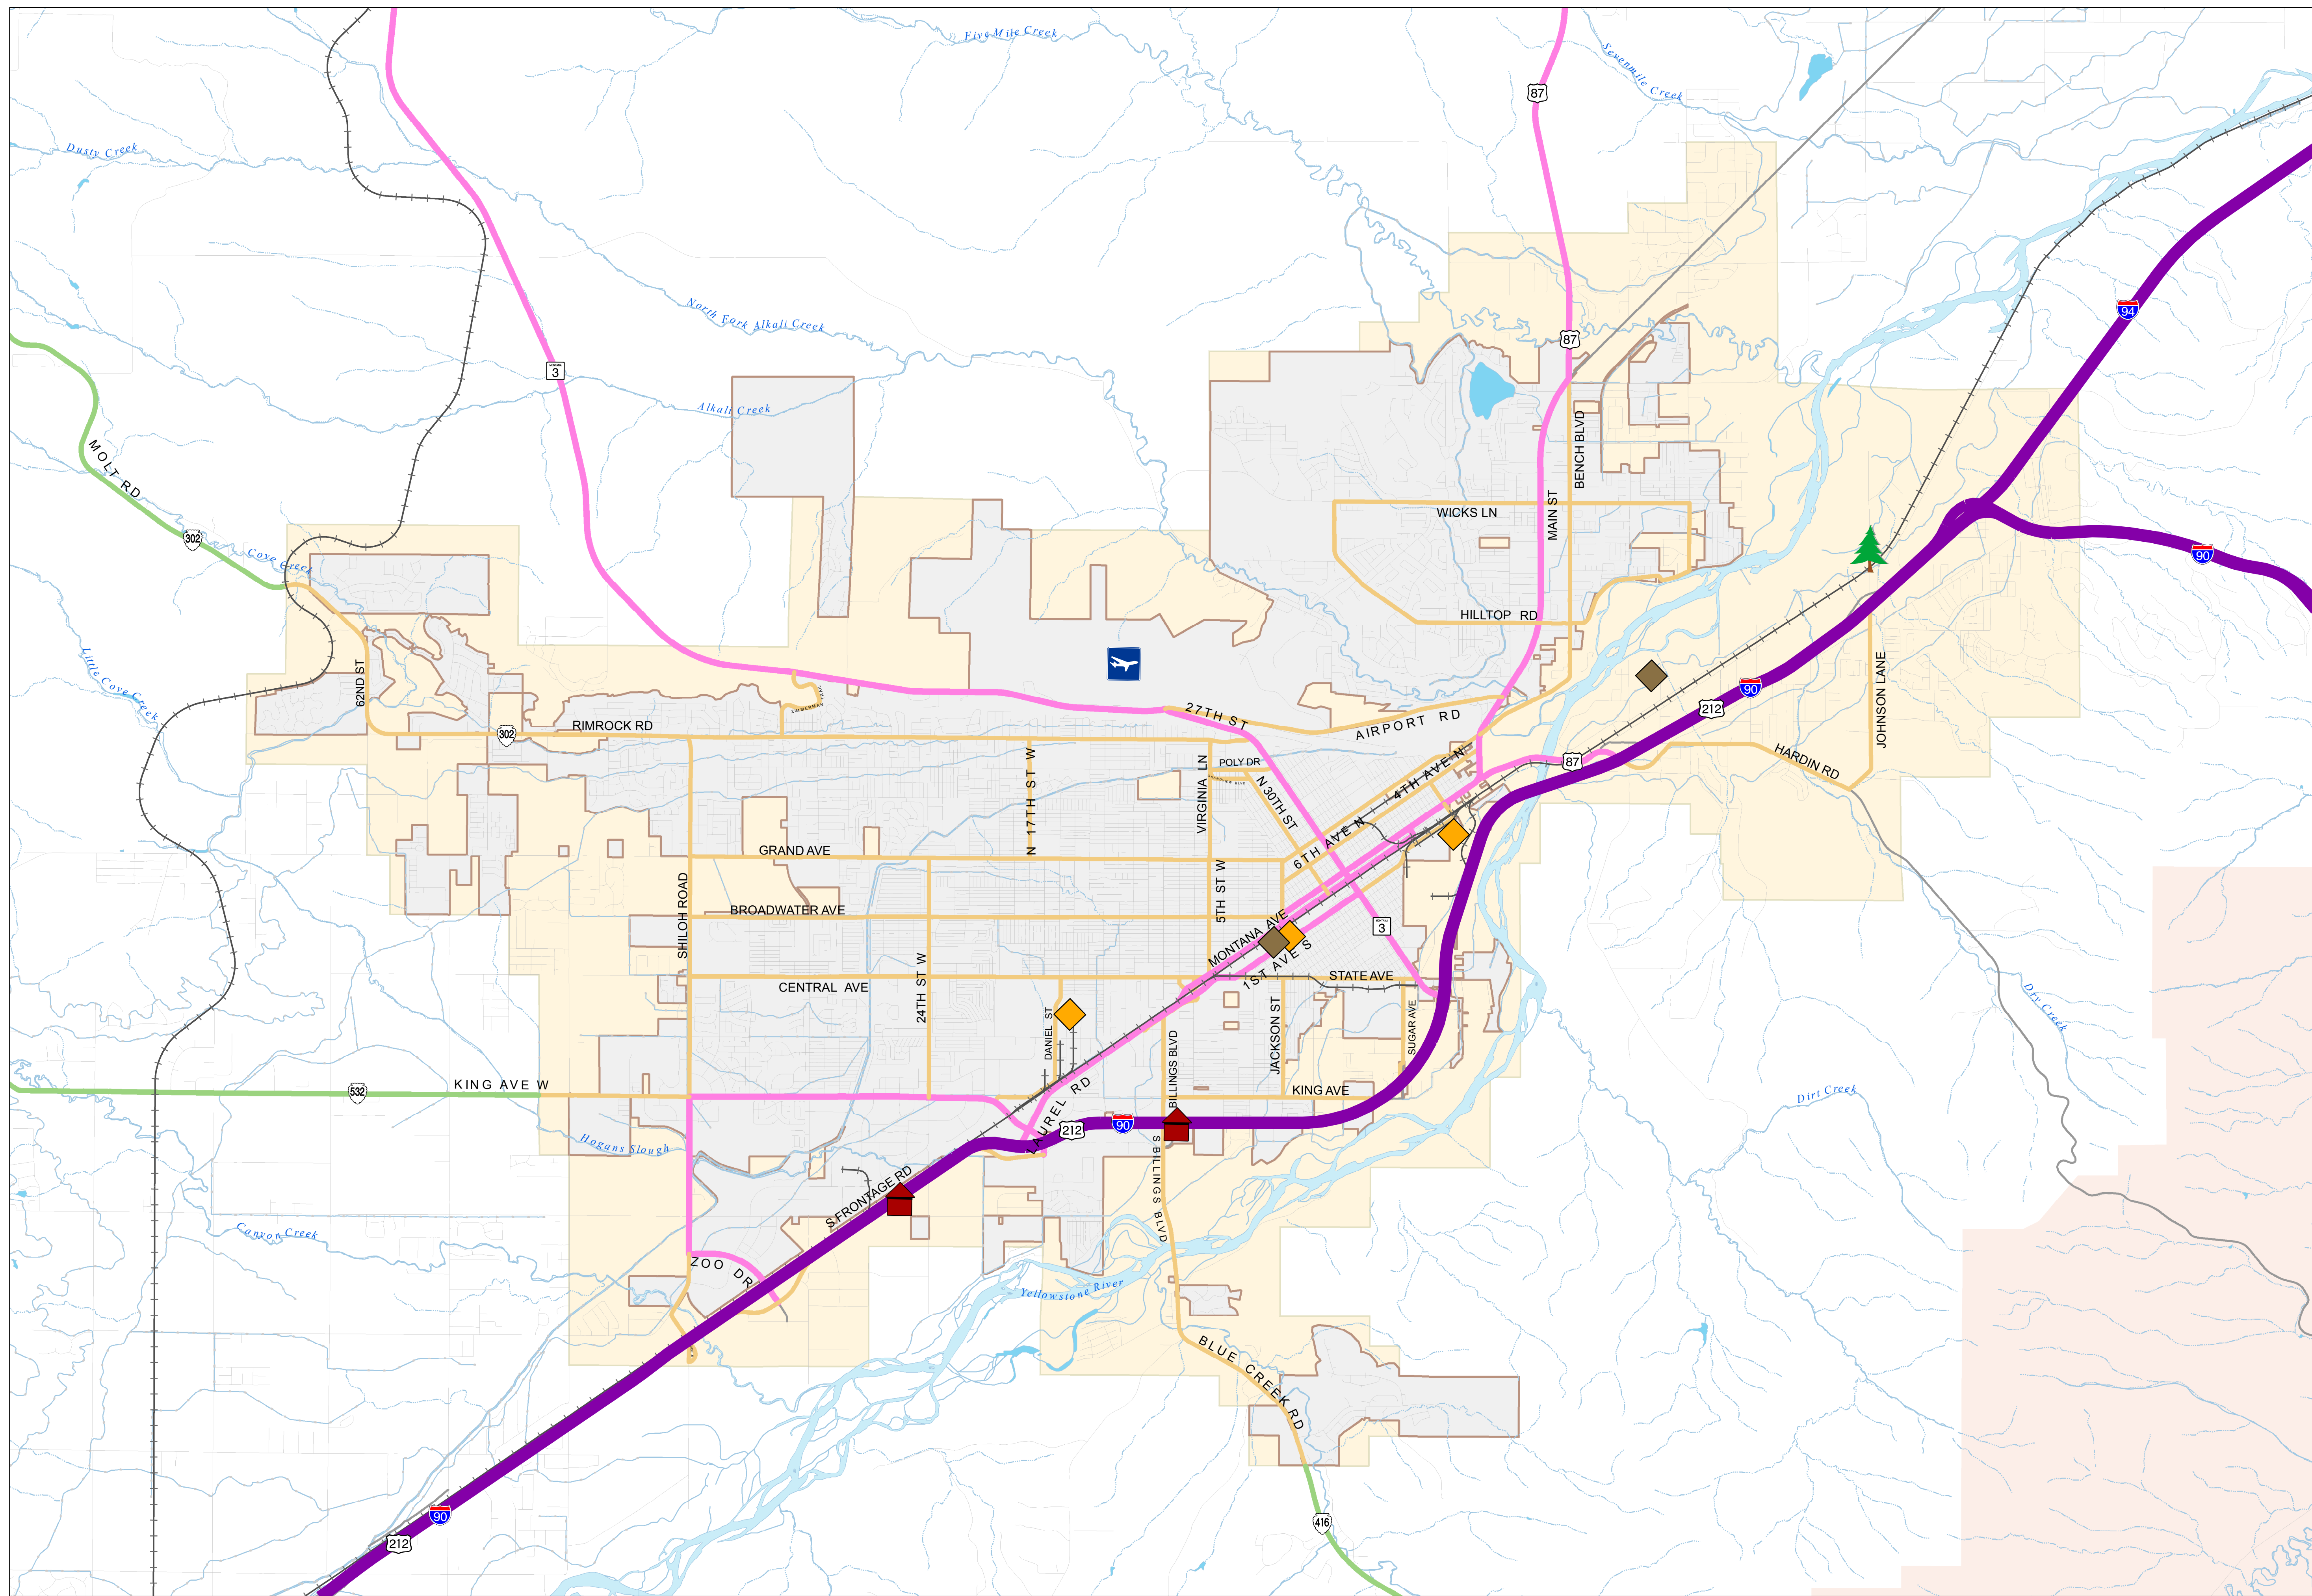 Five Mile Creek
Sevenmile Creek
87
Dusty Creek
North Fork Alkali Creek
94
87
MONTANA
3
Alkali Creek
MOLT RD
BENCH BLVD
WICKS LN
MAIN ST
302
Cove Creek
90
HILLTOP RD
Little Cove Creek
62ND ST
JOHNSON LANE
90
ZIMMERMAN
TRAIL
212
27TH ST
AIRPORT RD
302
RIMROCK RD
N 17TH ST W
VIRGINIA LN
POLY DR
N 30TH ST
4TH AVE N
87
HARDIN RD
6TH AVE N
GRAND AVE
SHILOH ROAD
5TH ST W
BROADWATER AVE
MONTANA AVE
MONTANA
3
1ST AVE S
24TH ST W
CENTRAL AVE
STATE AVE
Dry Creek
DANIEL ST
BILLINGS BLVD
JACKSON ST
SUGAR AVE
532
KING AVE W
KING AVE
Dirt Creek
LAUREL RD
212
90
Hogans Slough
S BILLINGS BLVD
S FRONTAGE RD
Canyon Creek
ZOO DR
Yellowstone River
BLUE CREEK RD
90
212
416